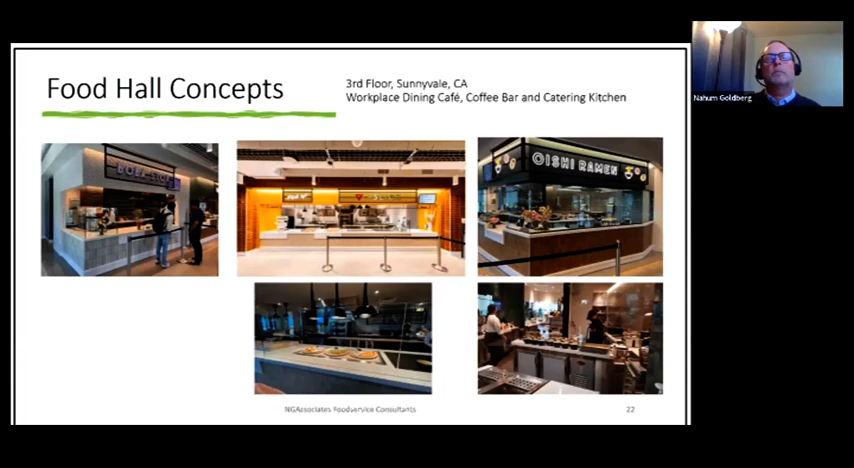 Food Hall Concepts
3rd Floor, Sunnyvale, CA
Workplace Dining Café, Coffee Bar and Catering Kitchen
Nahum Goldberg
OISHI RAMEN
NGAssociates Foodservice Consultants
22